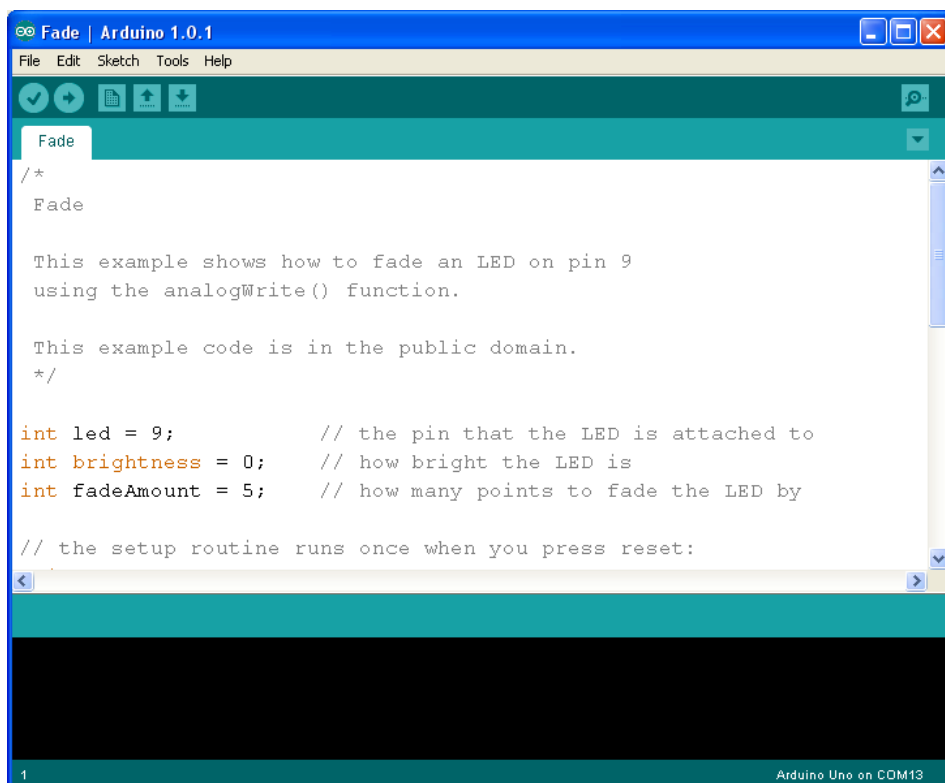 Fade | Arduino 1.0.1
File Edit Sketch Tools Help
Fade
/*
 Fade

 This example shows how to fade an LED on pin 9
 using the analogWrite() function.

 This example code is in the public domain.
 */

int led = 9;           // the pin that the LED is attached to
int brightness = 0;    // how bright the LED is
int fadeAmount = 5;    // how many points to fade the LED by

// the setup routine runs once when you press reset:
1 Arduino Uno on COM13